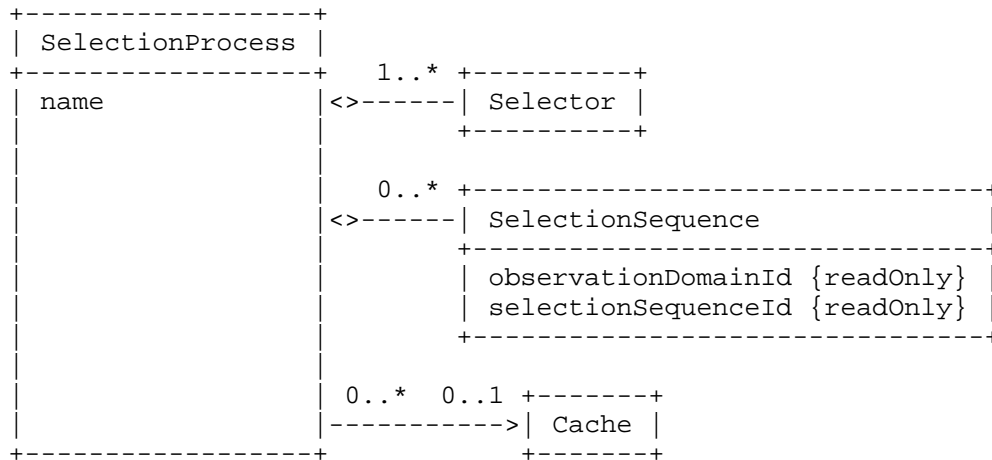 SelectionProcess
1..*
name <> Selector
0..*
<> SelectionSequence
observationDomainId {readOnly}
selectionSequenceId {readOnly}
0..* 0..1
> Cache